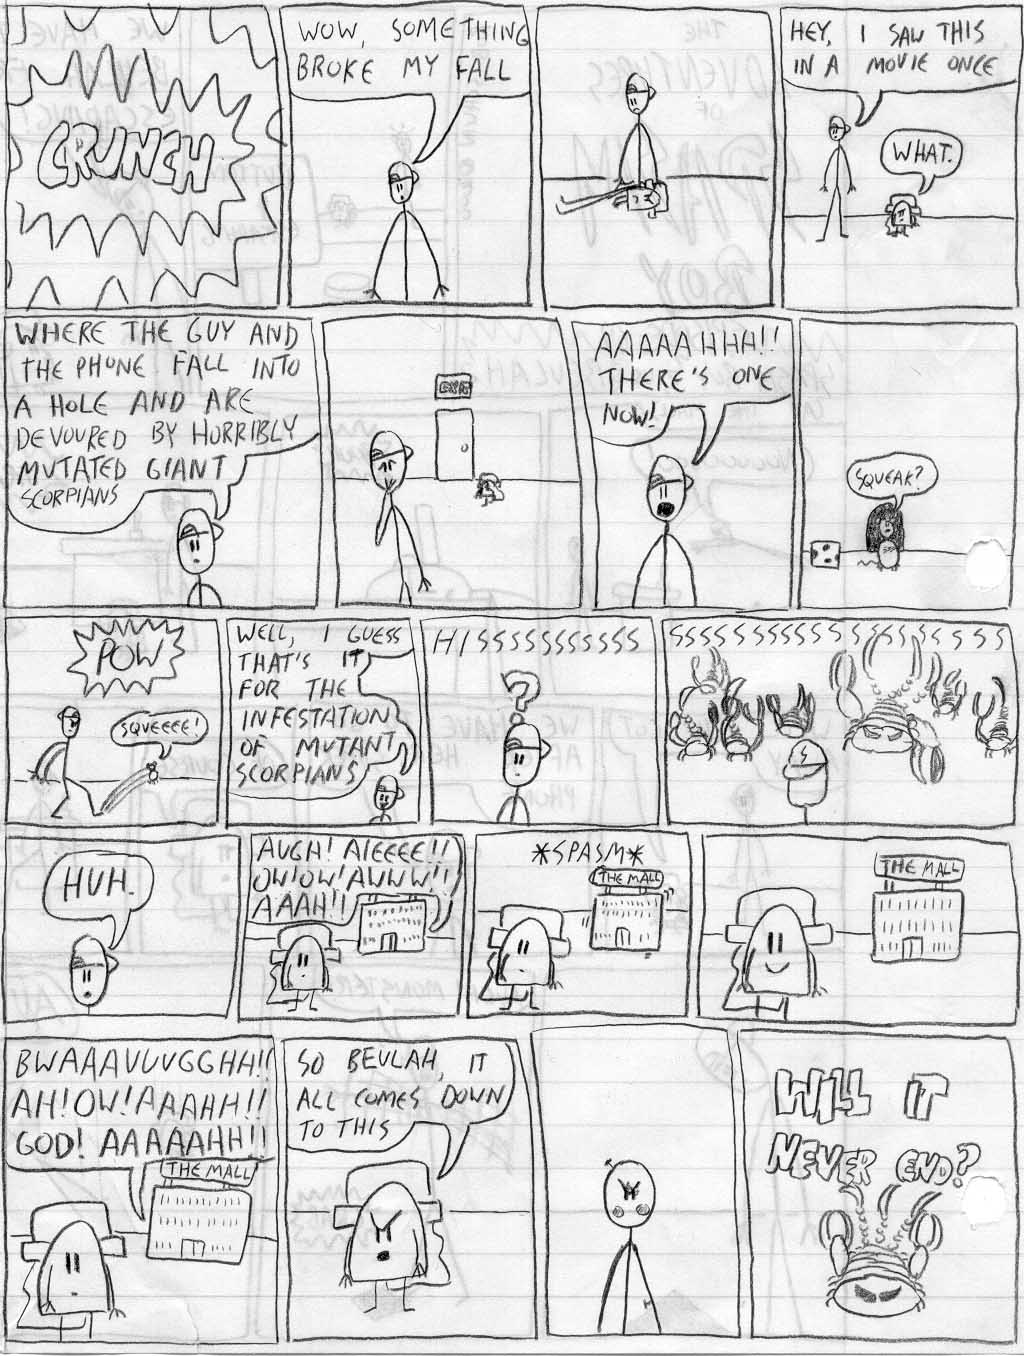 CRUNCH
WOW, SOMETHING
BROKE MY FALL
HEY, I SAW THIS
IN A MOVIE ONCE
WHAT.
WHERE THE GUY AND
THE PHONE FALL INTO
A HOLE AND ARE
DEVOURED BY HORRIBLY
MUTATED GIANT
SCORPIANS
EXIT
AAAAAHHH!!
THERE'S ONE
NOW!
SQUEAK?
POW
SQUEEEE!
WELL, I GUESS
THAT'S IT
FOR THE
INFESTATION
OF MUTANT
SCORPIANS
HISSSSSSSSSSS
?
SSSSSSSSSSSSSSSSSS
HUH.
AUGH! AIEEEE!!
OW!OW!AWWW!!
AAAH!!
*SPASM*
THE MALL
THE MALL
BWAAAVUUVGGHH!!
AH!OW!AAAHH!!
GOD! AAAAAHH!!
THE MALL
SO BEULAH, IT
ALL COMES DOWN
TO THIS
WILL IT
NEVER END?